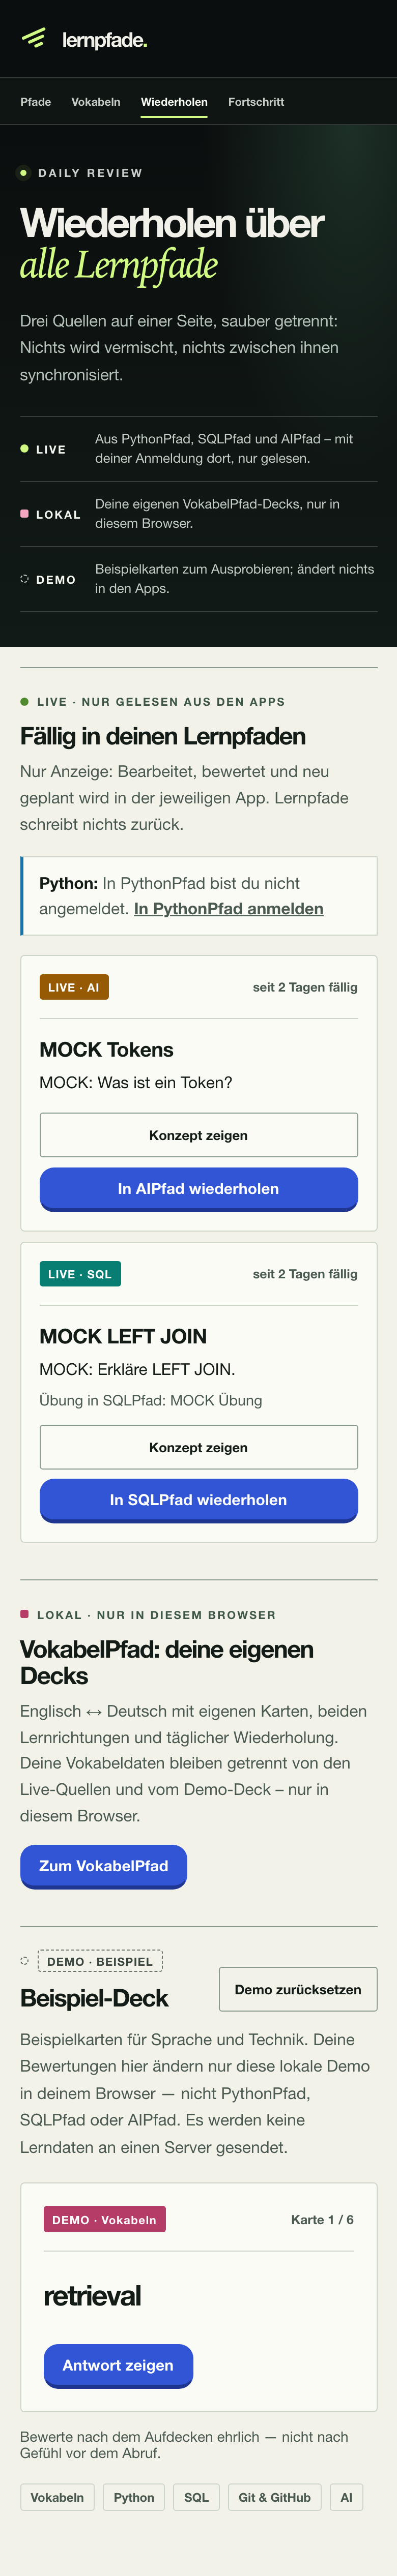 lernpfade.
Pfade Vokabeln Wiederholen Fortschritt
DAILY REVIEW
Wiederholen über
alle Lernpfade
Drei Quellen auf einer Seite, sauber getrennt:
Nichts wird vermischt, nichts zwischen ihnen
synchronisiert.
LIVE
Aus PythonPfad, SQLPfad und AIPfad – mit
deiner Anmeldung dort, nur gelesen.
LOKAL
Deine eigenen VokabelPfad-Decks, nur in
diesem Browser.
DEMO
Beispielkarten zum Ausprobieren; ändert nichts
in den Apps.
LIVE · NUR GELESEN AUS DEN APPS
Fällig in deinen Lernpfaden
Nur Anzeige: Bearbeitet, bewertet und neu
geplant wird in der jeweiligen App. Lernpfade
schreibt nichts zurück.
Python: In PythonPfad bist du nicht
angemeldet. In PythonPfad anmelden
LIVE · AI seit 2 Tagen fällig
MOCK Tokens
MOCK: Was ist ein Token?
Konzept zeigen
In AIPfad wiederholen
LIVE · SQL seit 2 Tagen fällig
MOCK LEFT JOIN
MOCK: Erkläre LEFT JOIN.
Übung in SQLPfad: MOCK Übung
Konzept zeigen
In SQLPfad wiederholen
LOKAL · NUR IN DIESEM BROWSER
VokabelPfad: deine eigenen
Decks
Englisch ↔ Deutsch mit eigenen Karten, beiden
Lernrichtungen und täglicher Wiederholung.
Deine Vokabeldaten bleiben getrennt von den
Live-Quellen und vom Demo-Deck – nur in
diesem Browser.
Zum VokabelPfad
DEMO · BEISPIEL
Beispiel-Deck
Demo zurücksetzen
Beispielkarten für Sprache und Technik. Deine
Bewertungen hier ändern nur diese lokale Demo
in deinem Browser — nicht PythonPfad,
SQLPfad oder AIPfad. Es werden keine
Lerndaten an einen Server gesendet.
DEMO · Vokabeln Karte 1 / 6
retrieval
Antwort zeigen
Bewerte nach dem Aufdecken ehrlich — nicht nach
Gefühl vor dem Abruf.
Vokabeln Python SQL Git & GitHub AI